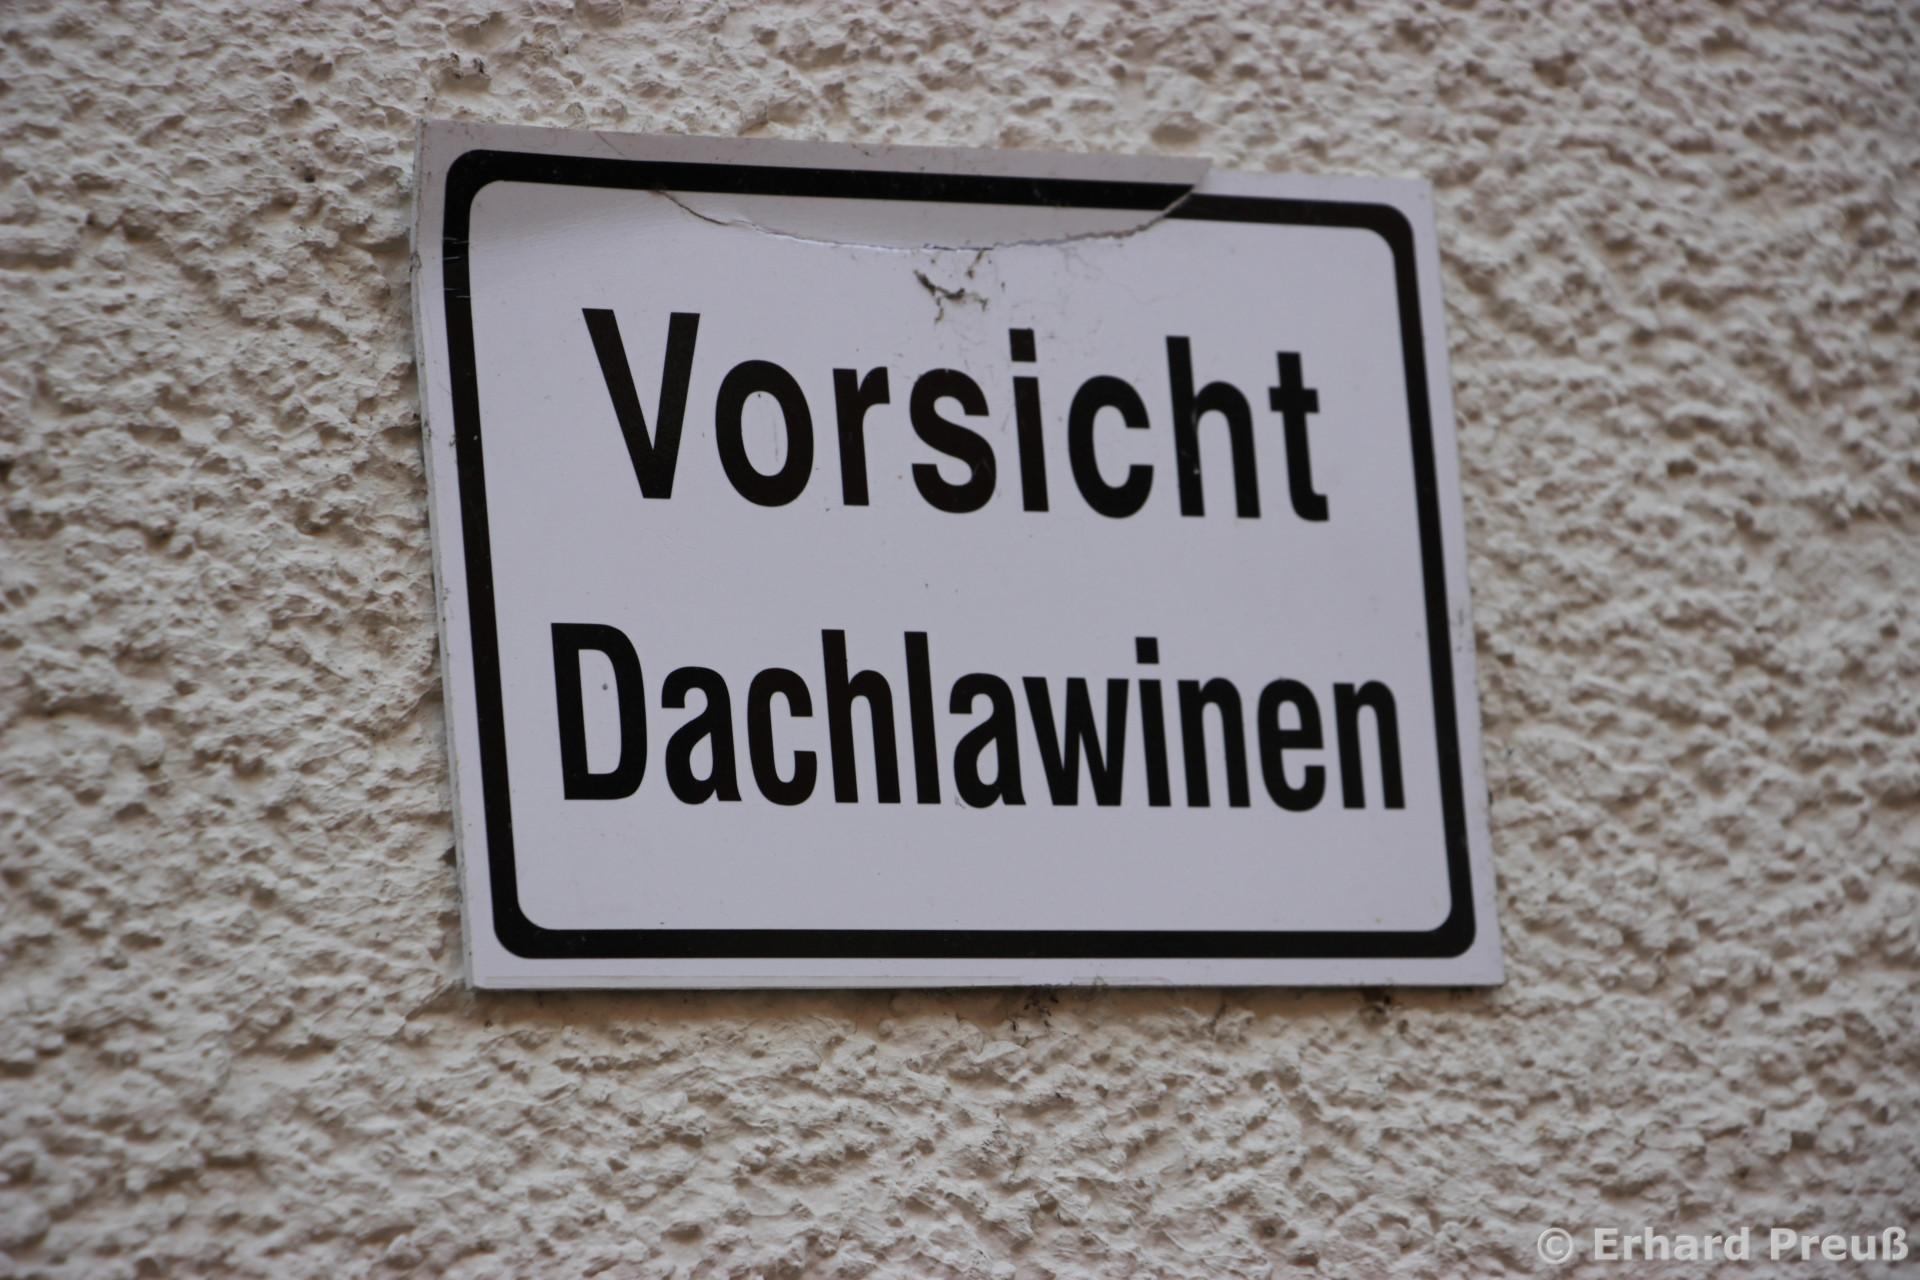 Vorsicht
Dachlawinen
© Erhard Preuß